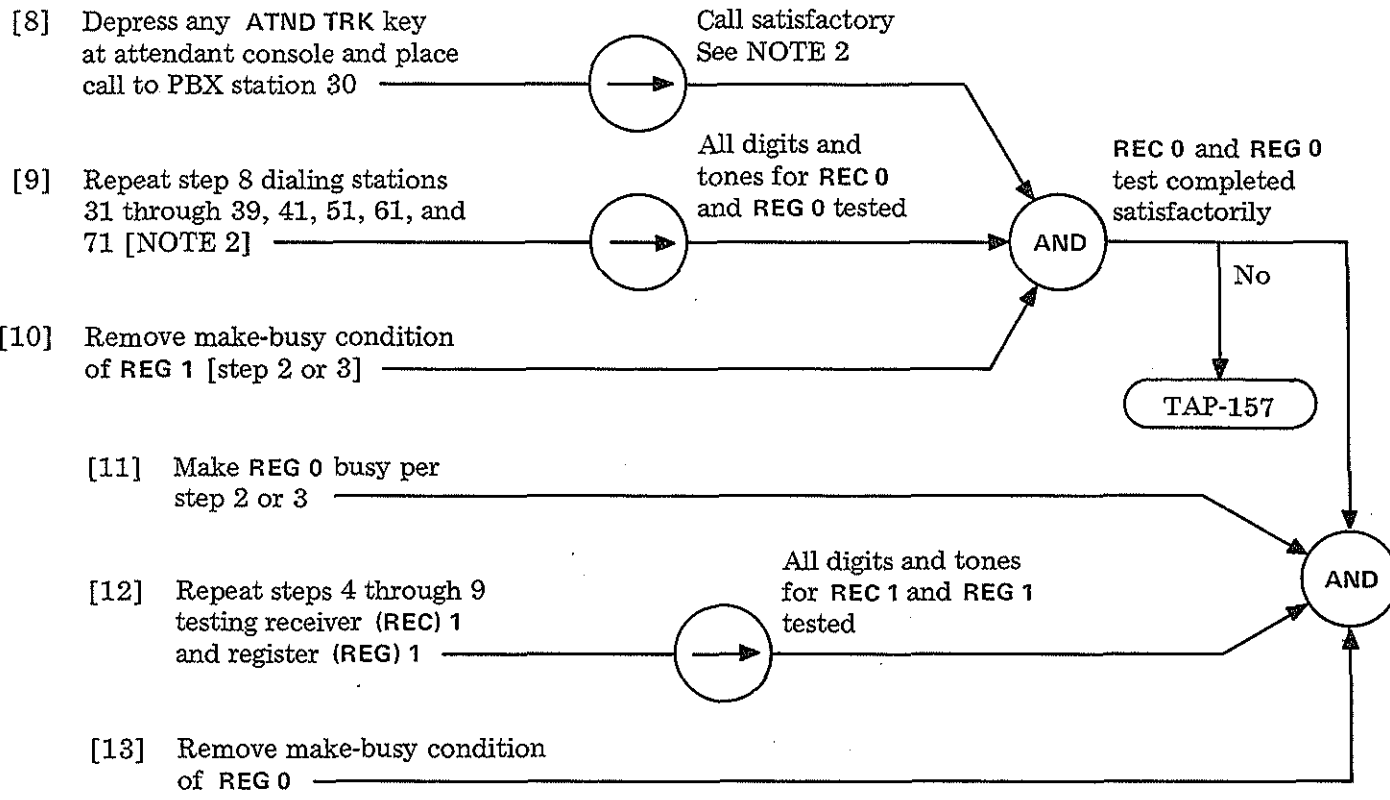 [8] Depress any ATND TRK key
at attendant console and place
call to PBX station 30
Call satisfactory
See NOTE 2
[9] Repeat step 8 dialing stations
31 through 39, 41, 51, 61, and
71 [NOTE 2]
All digits and
tones for REC 0
and REG 0 tested
AND
REC 0 and REG 0
test completed
satisfactorily
No
TAP-157
[10] Remove make-busy condition
of REG 1 [step 2 or 3]
[11] Make REG 0 busy per
step 2 or 3
[12] Repeat steps 4 through 9
testing receiver (REC) 1
and register (REG) 1
All digits and tones
for REC 1 and REG 1
tested
AND
[13] Remove make-busy condition
of REG 0